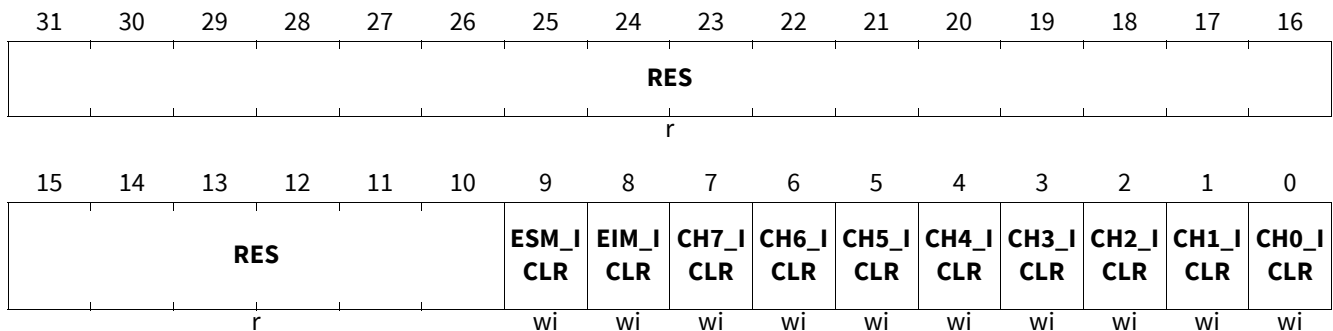 31 30 29 28 27 26 25 24 23 22 21 20 19 18 17 16
RES
r
15 14 13 12 11 10 9 8 7 6 5 4 3 2 1 0
RES ESM_I EIM_I CH7_I CH6_I CH5_I CH4_I CH3_I CH2_I CH1_I CH0_I
CLR CLR CLR CLR CLR CLR CLR CLR CLR CLR
r wi wi wi wi wi wi wi wi wi wi